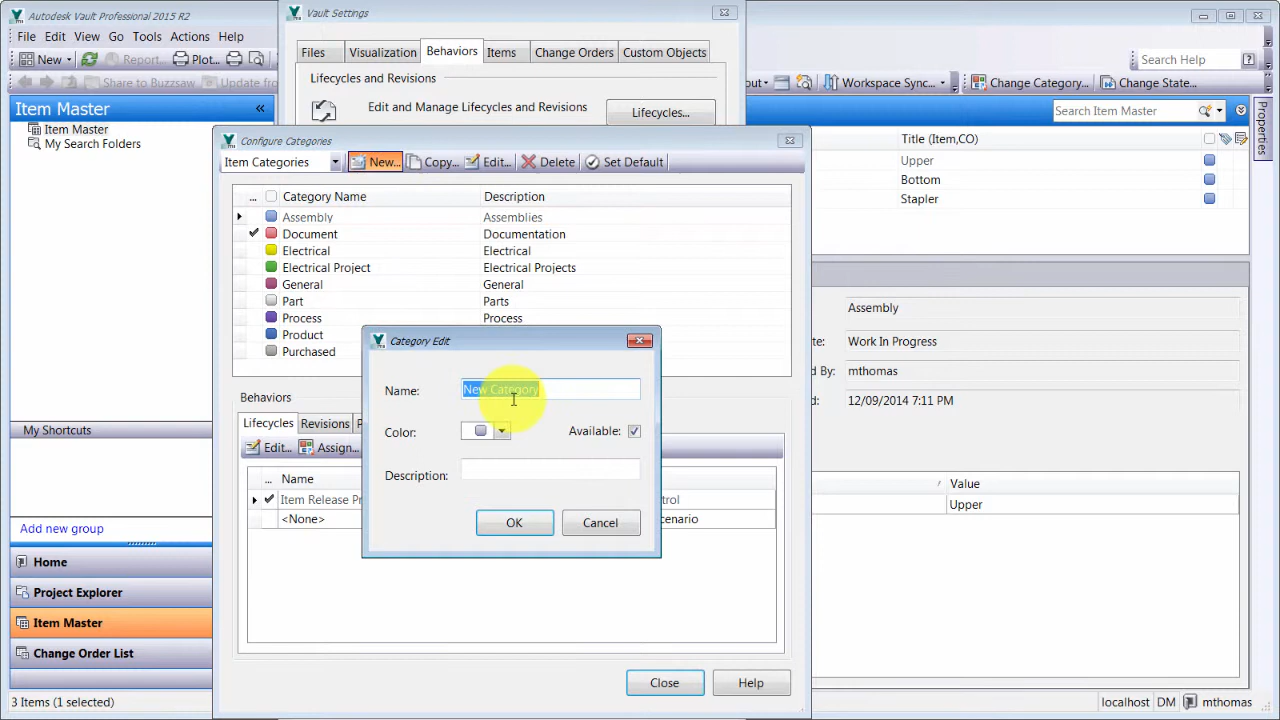 Autodesk Vault Professional 2015 R2
Vault Settings
File Edit View Go Tools Actions Help
Files Visualization Behaviors Items Change Orders Custom Objects
New Report... Plot...
Search Help
Share to Buzzsaw Update from
Lifecycles and Revisions
Workspace Sync... Change Category... Change State...
Edit and Manage Lifecycles and Revisions Lifecycles...
Item Master
Search Item Master
Properties
Item Master
My Search Folders
Title (Item,CO)
Upper
Bottom
Stapler
Configure Categories
Item Categories New... Copy... Edit... Delete Set Default
... Category Name Description
Assembly Assemblies
Document Documentation
Electrical Electrical
Electrical Project Electrical Projects
General General
Part Parts
Process Process
Product
Purchased
Category Edit
Name: New Category
Color: Available:
Description:
OK Cancel
Behaviors
Lifecycles Revisions P
Edit... Assign...
... Name
Item Release Pr
<None>
trol
cenario
Close Help
Assembly
te: Work In Progress
d By: mthomas
d: 12/09/2014 7:11 PM
Value
Upper
My Shortcuts
Add new group
Home
Project Explorer
Item Master
Change Order List
3 Items (1 selected)
localhost DM mthomas